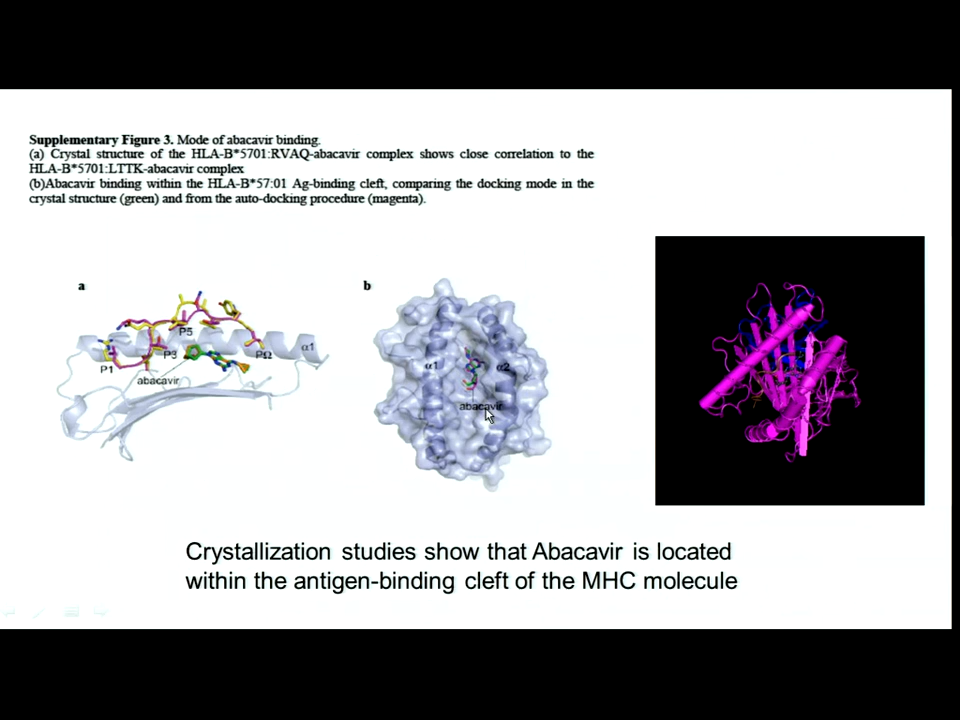 Supplementary Figure 3. Mode of abacavir binding.
(a) Crystal structure of the HLA-B*5701:RVAQ-abacavir complex shows close correlation to the
HLA-B*5701:LTTK-abacavir complex
(b)Abacavir binding within the HLA-B*57:01 Ag-binding cleft, comparing the docking mode in the
crystal structure (green) and from the auto-docking procedure (magenta).
a
b
P5
P1
P3
PΩ
α1
abacavir
α1
α2
abacavir
Crystallization studies show that Abacavir is located
within the antigen-binding cleft of the MHC molecule